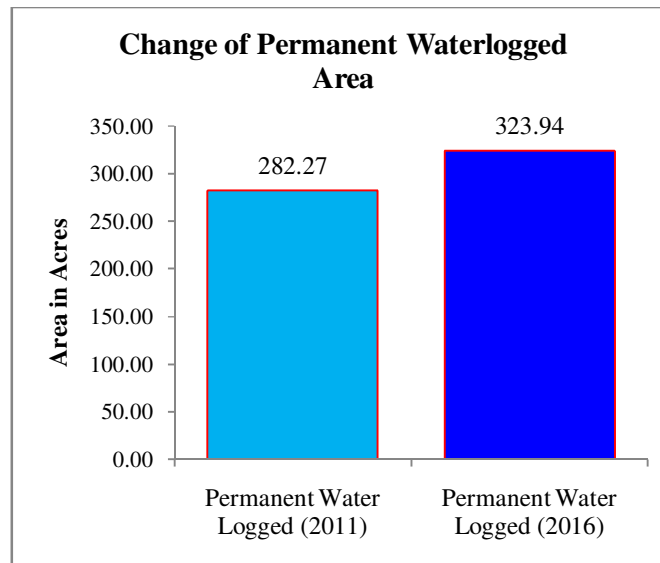 Change of Permanent Waterlogged
Area
350.00
300.00
250.00
200.00
150.00
100.00
50.00
0.00
Area in Acres
282.27
323.94
Permanent Water
Logged (2011)
Permanent Water
Logged (2016)